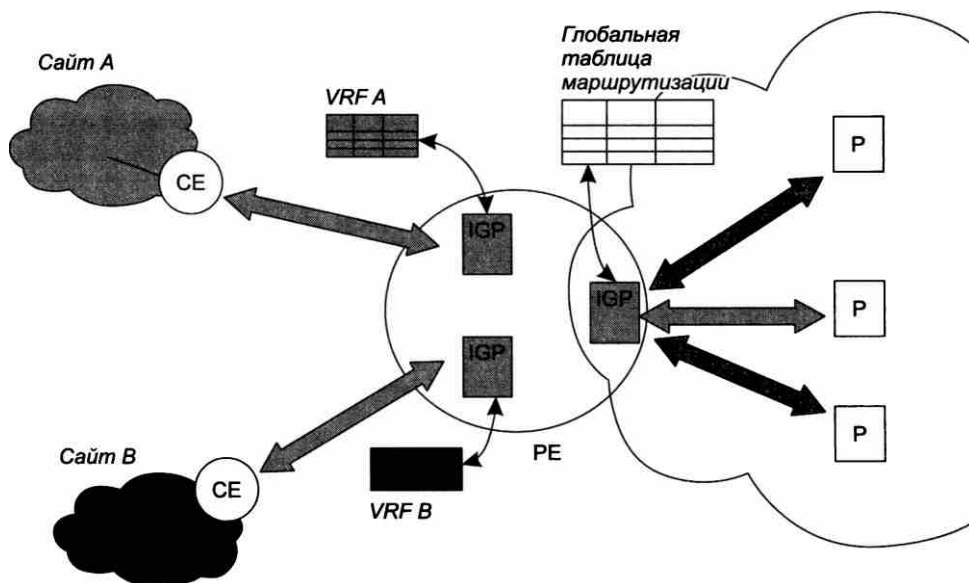 Сайт А
VRF A
Глобальная
таблица
маршрутизации
CE
P
IGP
IGP
P
IGP
P
Сайт В
CE
PE
VRF B